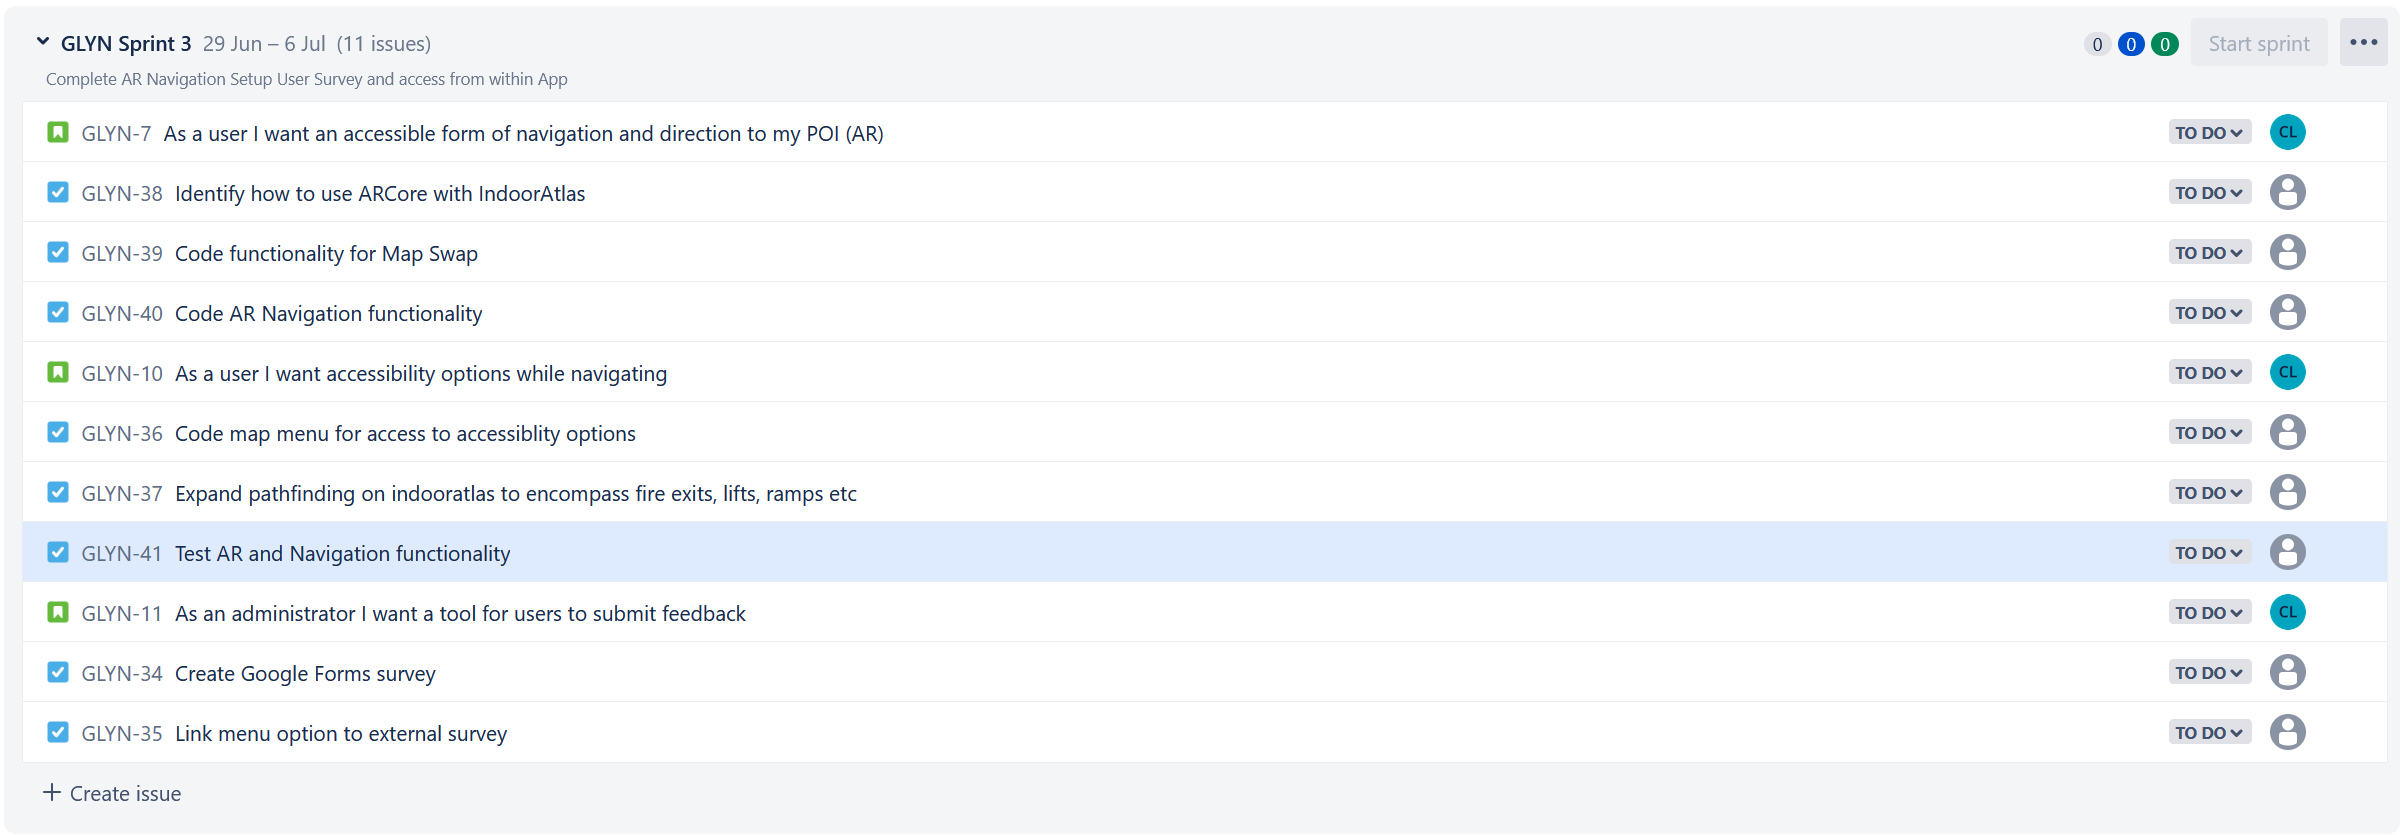 GLYN Sprint 3 29 Jun – 6 Jul (11 issues) 0 0 0 Start sprint
Complete AR Navigation Setup User Survey and access from within App
GLYN-7 As a user I want an accessible form of navigation and direction to my POI (AR) TO DO CL
GLYN-38 Identify how to use ARCore with IndoorAtlas TO DO
GLYN-39 Code functionality for Map Swap TO DO
GLYN-40 Code AR Navigation functionality TO DO
GLYN-10 As a user I want accessibility options while navigating TO DO CL
GLYN-36 Code map menu for access to accessiblity options TO DO
GLYN-37 Expand pathfinding on indooratlas to encompass fire exits, lifts, ramps etc TO DO
GLYN-41 Test AR and Navigation functionality TO DO
GLYN-11 As an administrator I want a tool for users to submit feedback TO DO CL
GLYN-34 Create Google Forms survey TO DO
GLYN-35 Link menu option to external survey TO DO
+ Create issue